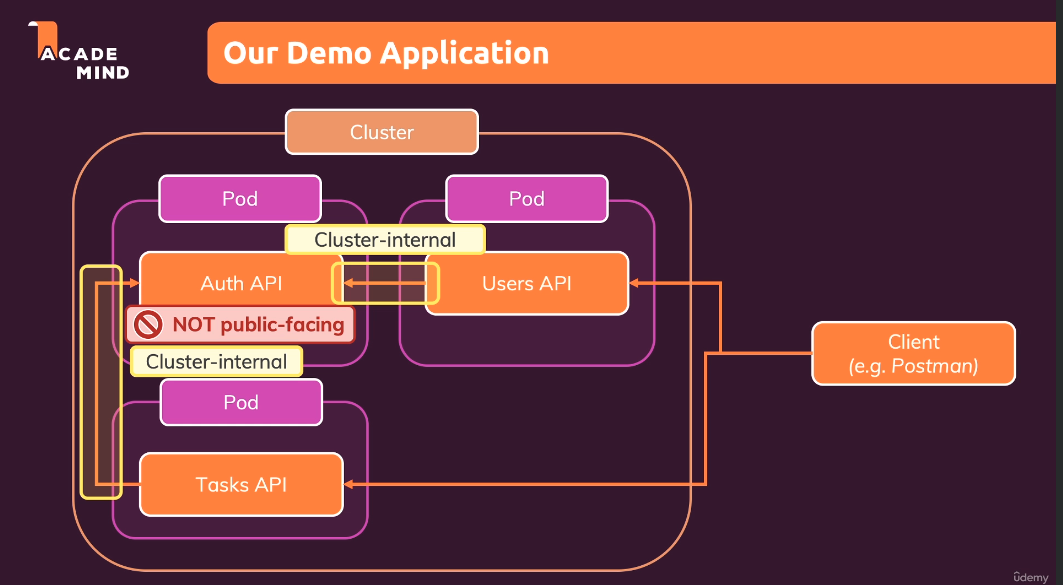 ACADE
MIND
Our Demo Application
Cluster
Pod
Pod
Cluster-internal
Auth API
Users API
NOT public-facing
Cluster-internal
Client
(e.g. Postman)
Pod
Tasks API
udemy